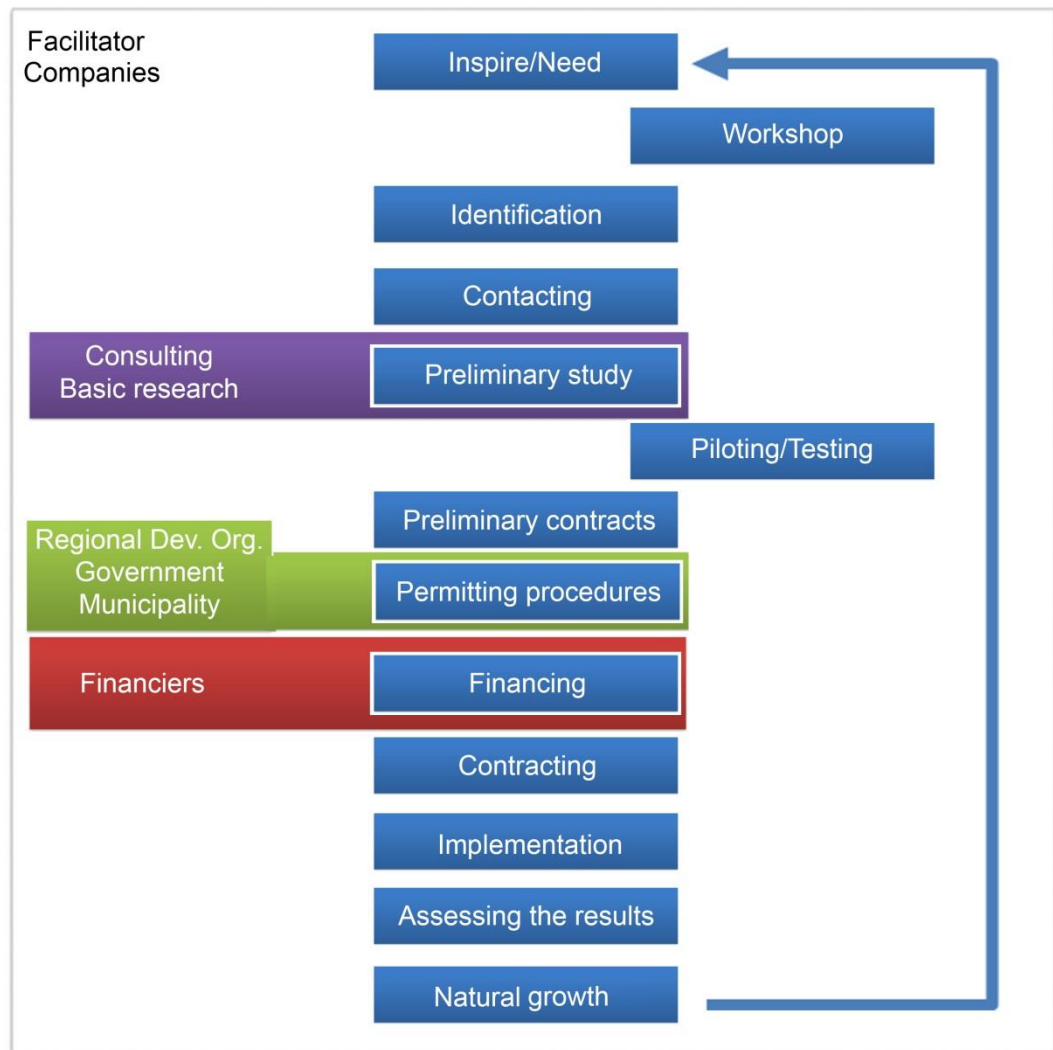 Facilitator
Companies
Inspire/Need
Workshop
Identification
Contacting
Consulting
Basic research
Preliminary study
Piloting/Testing
Preliminary contracts
Regional Dev. Org.
Government
Municipality
Permitting procedures
Financiers
Financing
Contracting
Implementation
Assessing the results
Natural growth